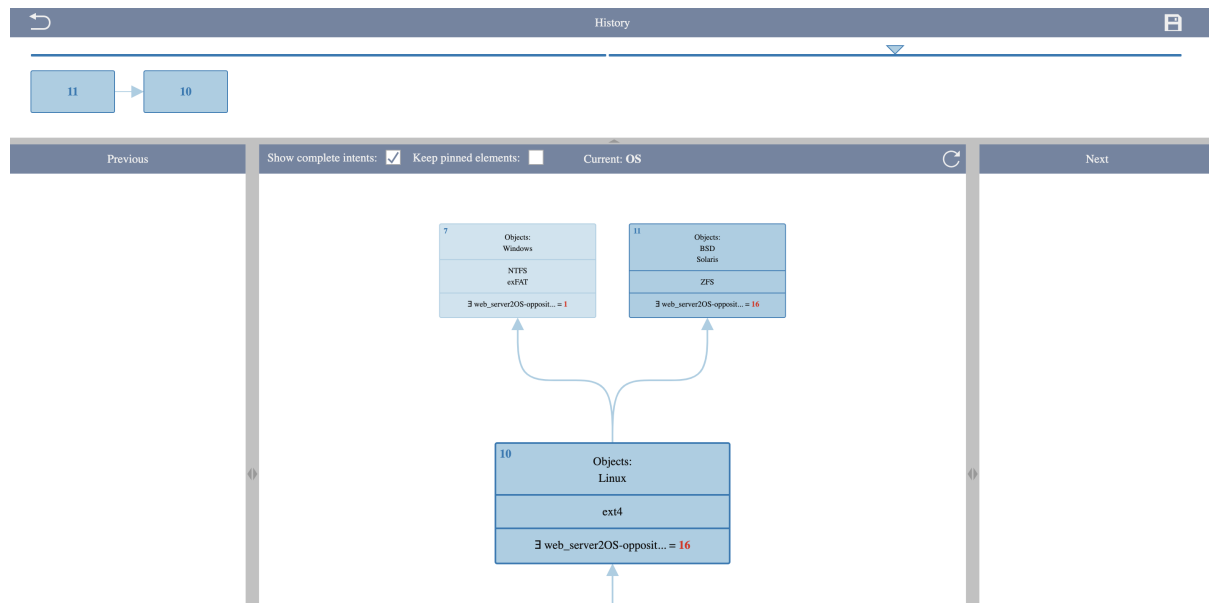 History
11
10
Previous
Show complete intents:
Keep pinned elements:
Current: OS
Next
7
Objects:
Windows
NTFS
exFAT
∃ web_server2OS-opposit... = 1
11
Objects:
BSD
Solaris
ZFS
∃ web_server2OS-opposit... = 16
10
Objects:
Linux
ext4
∃ web_server2OS-opposit... = 16